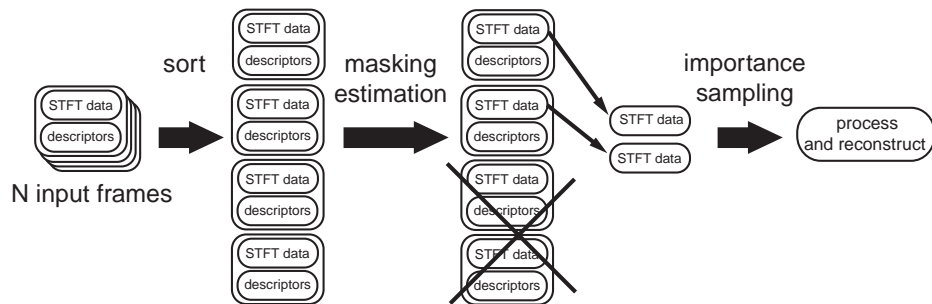 STFT data
descriptors
N input frames
sort
STFT data
descriptors
STFT data
descriptors
STFT data
descriptors
STFT data
descriptors
masking
estimation
STFT data
descriptors
STFT data
descriptors
STFT data
descriptors
STFT data
descriptors
STFT data
STFT data
importance
sampling
process
and reconstruct